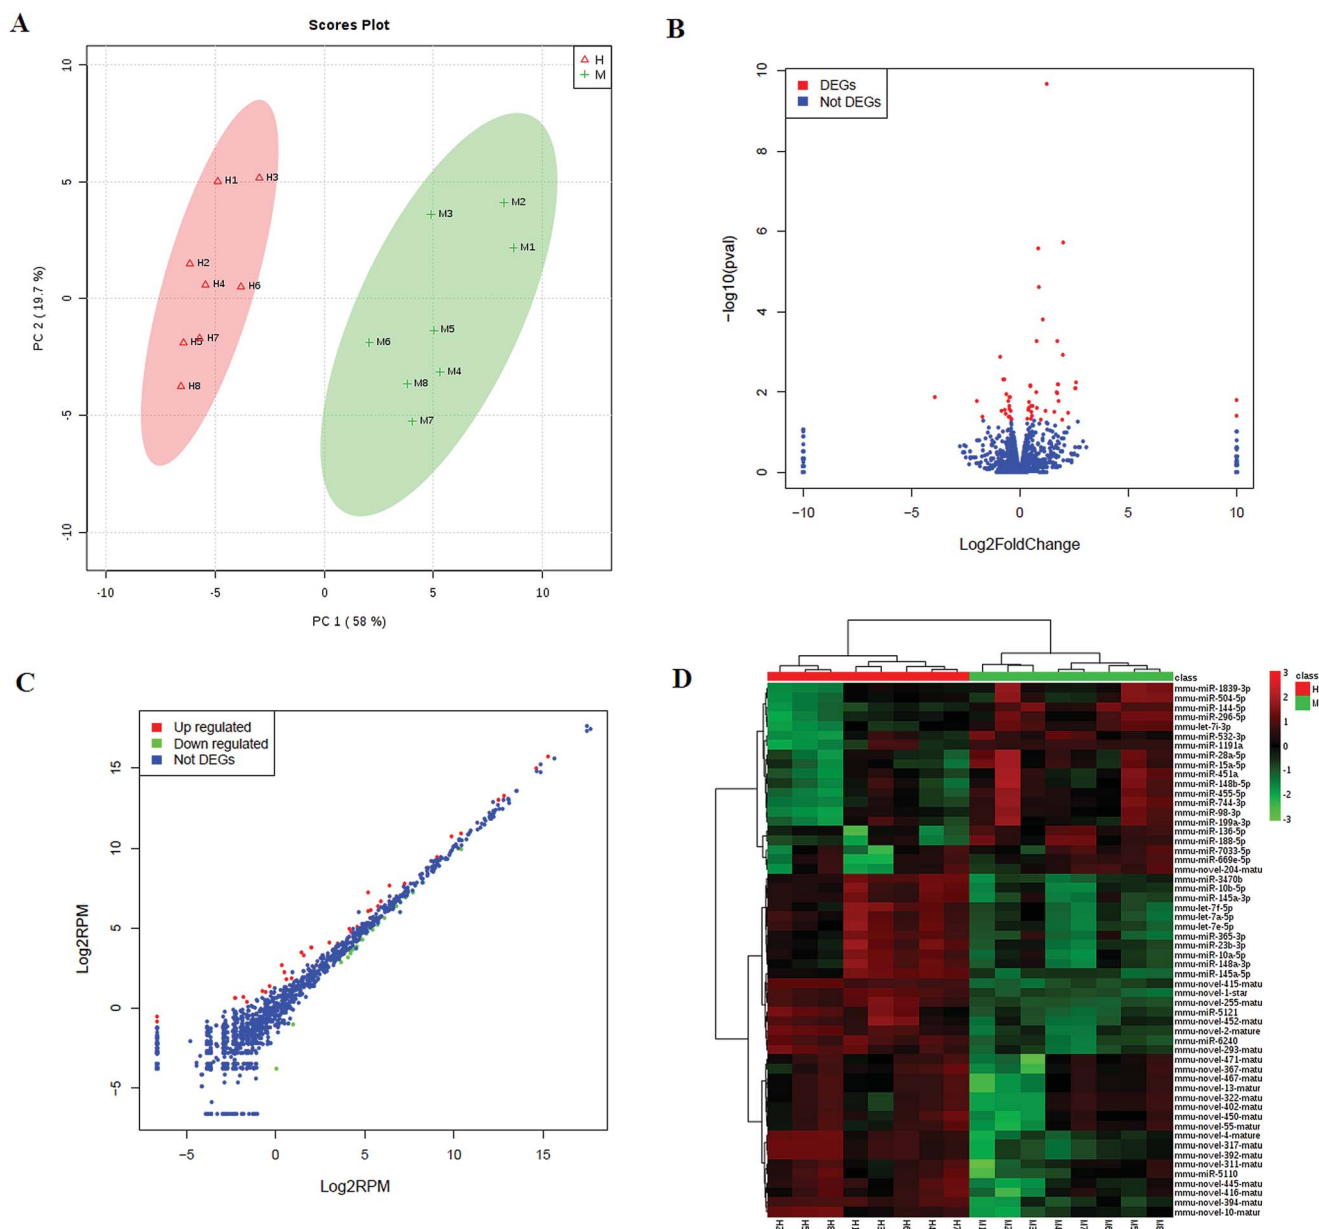 A
Scores Plot
H
M
H1
H3
H2
H4
H6
H5
H7
H8
M2
M3
M1
M5
M6
M4
M8
M7
10
5
0
-5
-10
PC 2 ( 19.7 %)
-10
-5
0
5
10
PC 1 ( 58 %)
B
DEGs
Not DEGs
10
8
6
4
2
0
−log10(pval)
−10
−5
0
5
10
Log2FoldChange
C
Up regulated
Down regulated
Not DEGs
15
10
5
0
−5
Log2RPM
−5
0
5
10
15
Log2RPM
D
class
mmu-miR-1839-3p
mmu-miR-504-5p
mmu-miR-144-5p
mmu-miR-296-5p
mmu-let-7i-3p
mmu-miR-532-3p
mmu-miR-1191a
mmu-miR-28a-5p
mmu-miR-15a-5p
mmu-miR-451a
mmu-miR-148b-5p
mmu-miR-455-5p
mmu-miR-744-3p
mmu-miR-98-3p
mmu-miR-199a-3p
mmu-miR-136-5p
mmu-miR-188-5p
mmu-miR-7033-5p
mmu-miR-669e-5p
mmu-novel-204-matu
mmu-miR-3470b
mmu-miR-10b-5p
mmu-miR-145a-3p
mmu-let-7f-5p
mmu-let-7a-5p
mmu-let-7e-5p
mmu-miR-365-3p
mmu-miR-23b-3p
mmu-miR-10a-5p
mmu-miR-148a-3p
mmu-miR-145a-5p
mmu-novel-415-matu
mmu-novel-1-star
mmu-novel-255-matu
mmu-miR-5121
mmu-novel-452-matu
mmu-novel-2-mature
mmu-miR-6240
mmu-novel-293-matu
mmu-novel-471-matu
mmu-novel-367-matu
mmu-novel-467-matu
mmu-novel-13-matur
mmu-novel-322-matu
mmu-novel-402-matu
mmu-novel-450-matu
mmu-novel-55-matur
mmu-novel-4-mature
mmu-novel-317-matu
mmu-novel-392-matu
mmu-novel-311-matu
mmu-miR-5110
mmu-novel-445-matu
mmu-novel-416-matu
mmu-novel-394-matu
mmu-novel-10-matur
3
2
1
0
-1
-2
-3
class
H
M